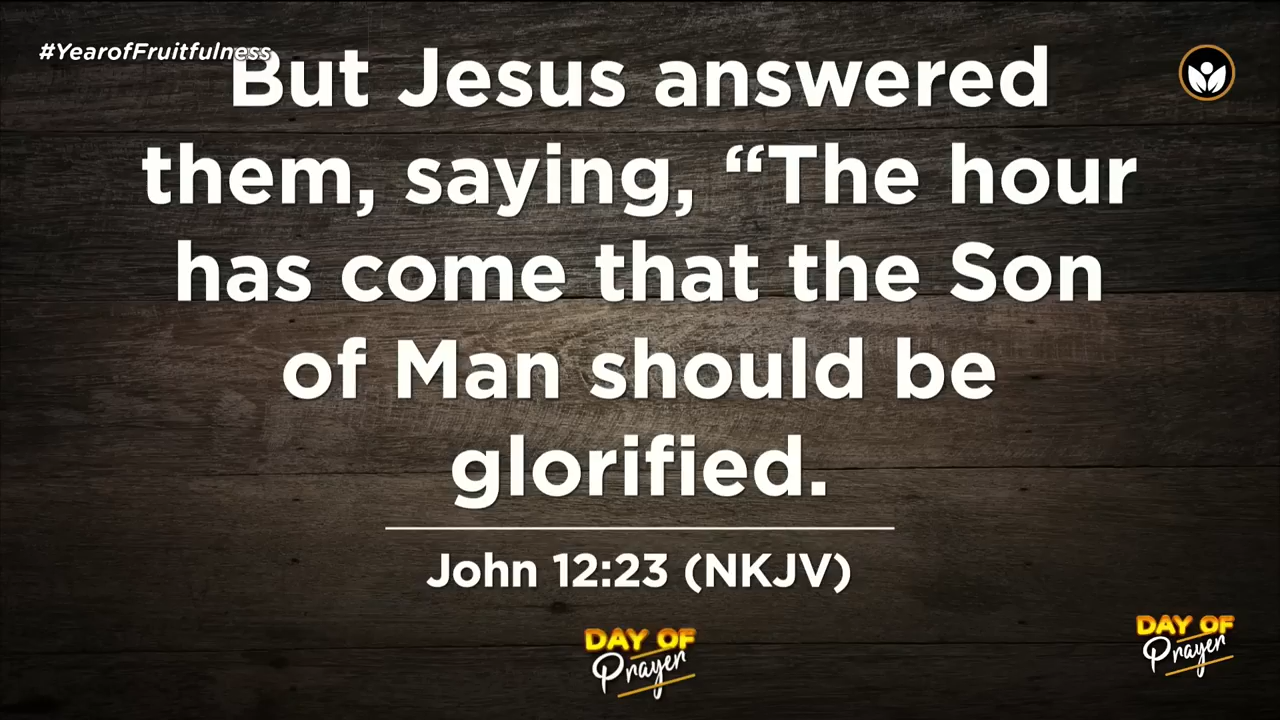 #YearofFruitfulness
But Jesus answered
them, saying, “The hour
has come that the Son
of Man should be
glorified.
John 12:23 (NKJV)
DAY OF
Prayer
DAY OF
Prayer